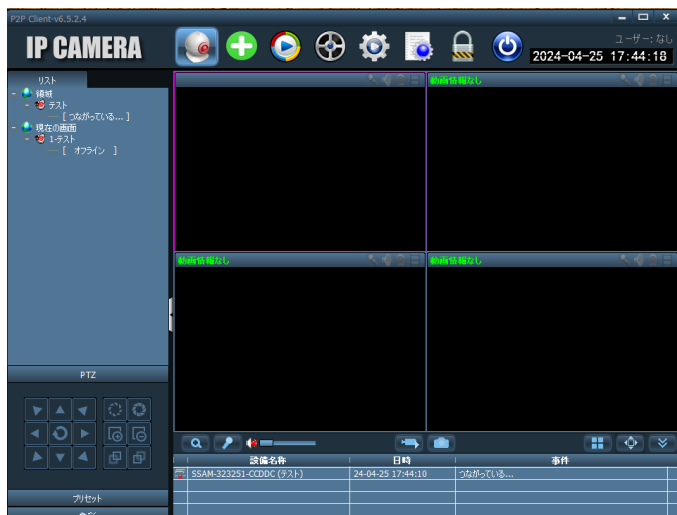 P2P Client-v6.5.2.4
IP CAMERA
ユーザー: なし
2024-04-25 17:44:18
リスト
領域
テスト
[ つながっている... ]
現在の画面
1-テスト
[ オフライン ]
動画情報なし
動画情報なし
動画情報なし
PTZ
プリセット
設備名称 日時 事件
SSAM-323251-CCDDC (テスト) 24-04-25 17:44:10 つながっている...